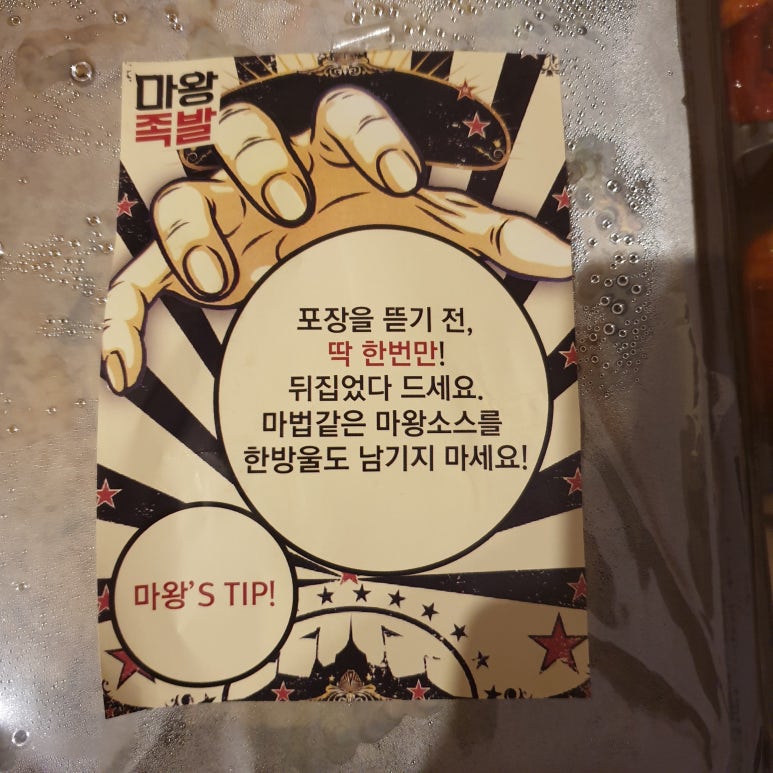 마왕
족발
포장을 뜯기 전,
딱 한번만!
뒤집었다 드세요.
마법같은 마왕소스를
한방울도 남기지 마세요!
마왕'S TIP!